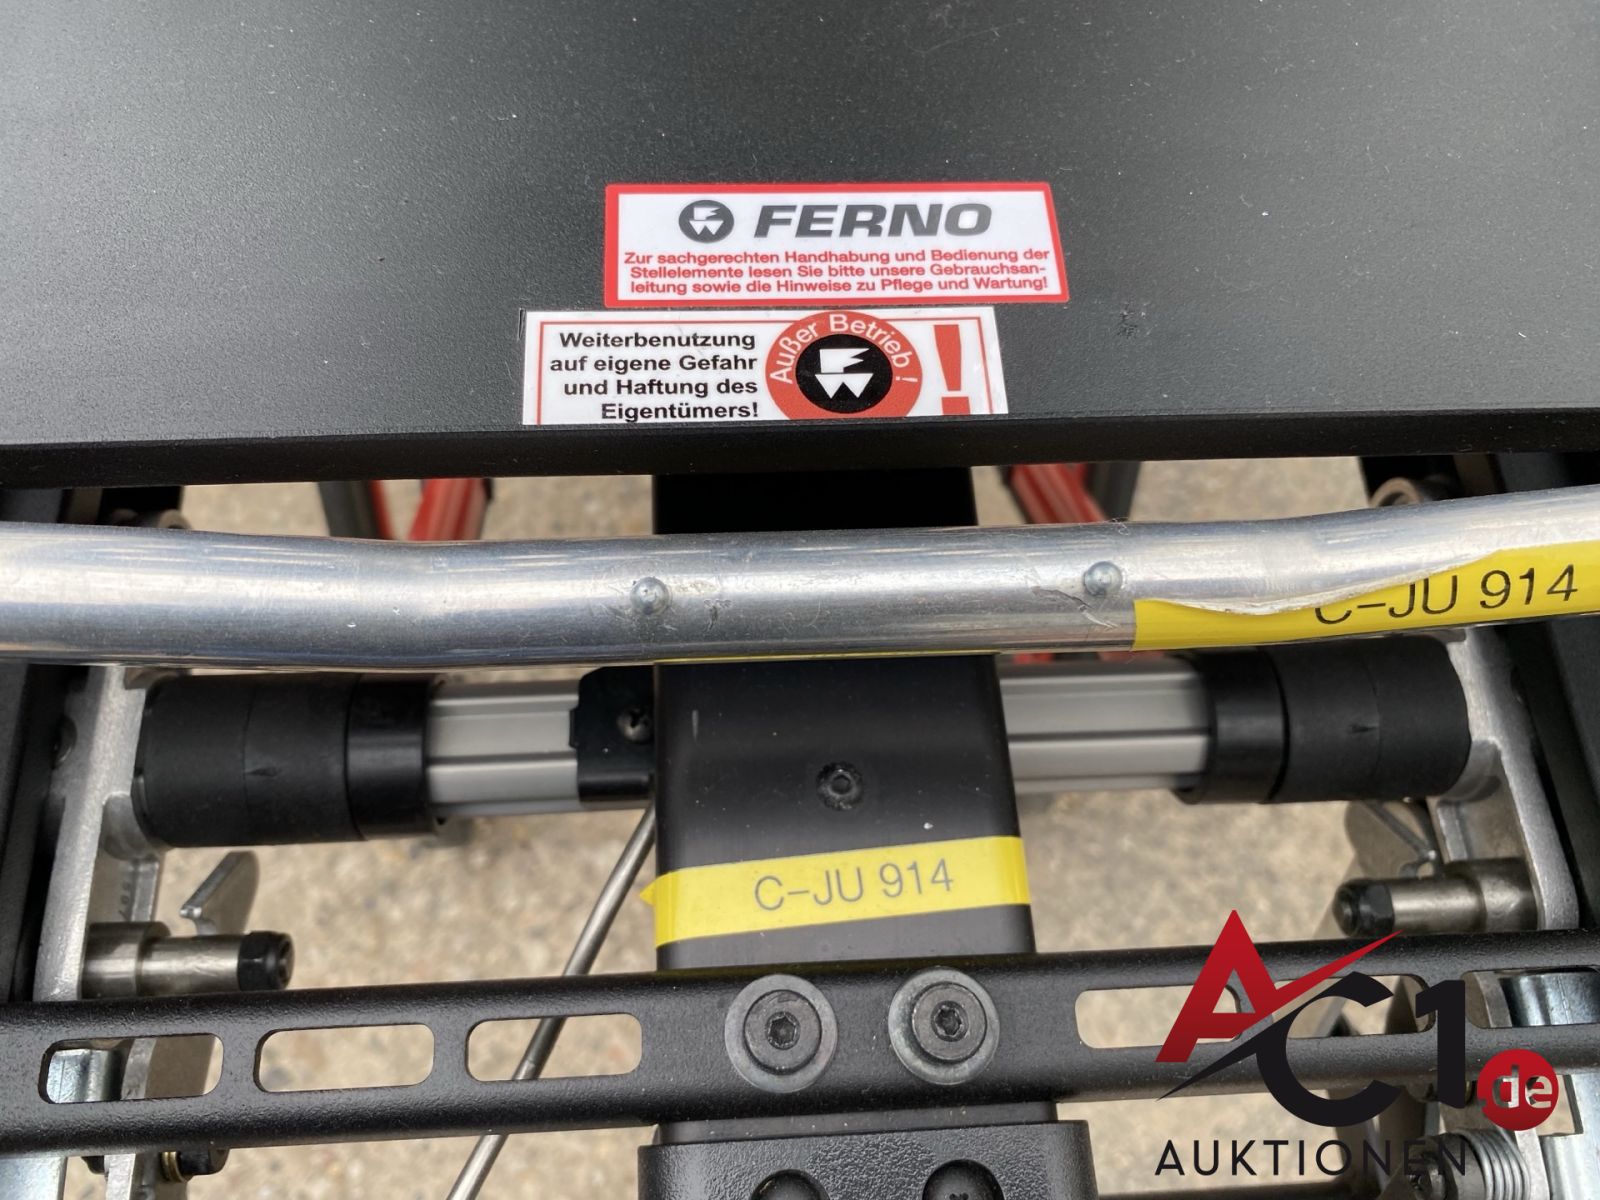 FERNO
Zur sachgerechten Handhabung und Bedienung der
Stellelemente lesen Sie bitte unsere Gebrauchsan-
leitung sowie die Hinweise zu Pflege und Wartung!
Weiterbenutzung
auf eigene Gefahr
und Haftung des
Eigentümers!
Außer Betrieb!
!
C-JU 914
C-JU 914
AC1.de
AUKTIONEN